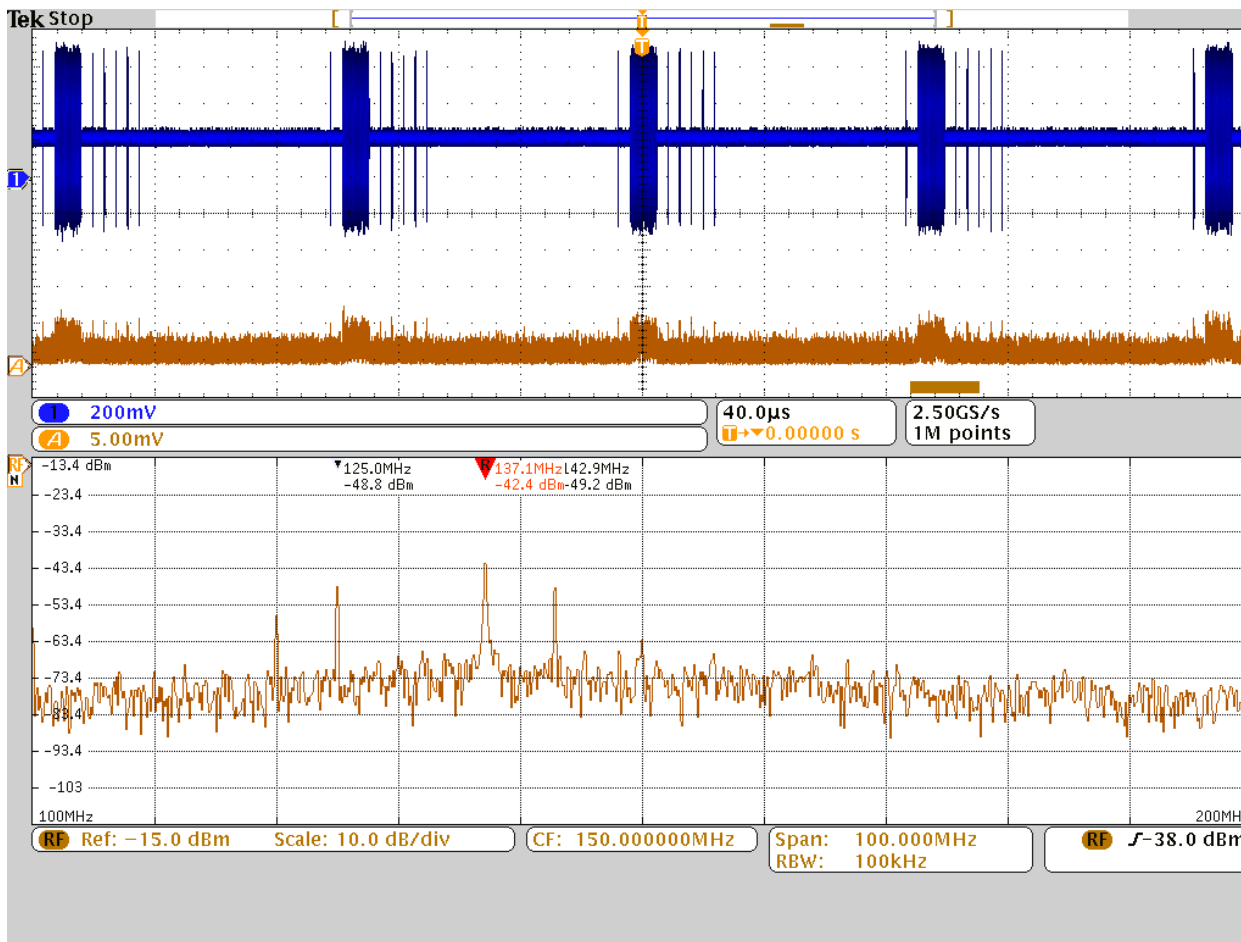 Tek Stop
T
T
1
A
1 200mV
A 5.00mV
40.0µs
T→▼0.00000 s
2.50GS/s
1M points
RF
N
-13.4 dBm
125.0MHz
-48.8 dBm
R
137.1MHz
-42.4 dBm
142.9MHz
-49.2 dBm
-23.4
-33.4
-43.4
-53.4
-63.4
-73.4
-83.4
-93.4
-103
100MHz
200MH
RF Ref: -15.0 dBm Scale: 10.0 dB/div
CF: 150.000000MHz
Span: 100.000MHz
RBW: 100kHz
RF -38.0 dBm